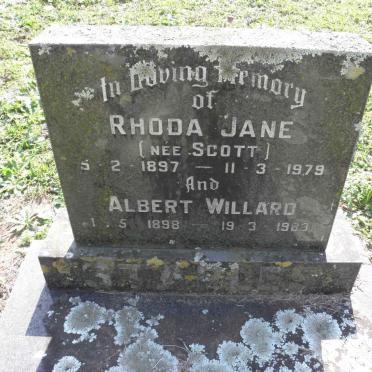 In Loving Memory
of
RHODA JANE
(NÉE SCOTT)
5-2-1897 — 11-3-1979
And
ALBERT WILLARD
1-5-1898 — 19-3-1983